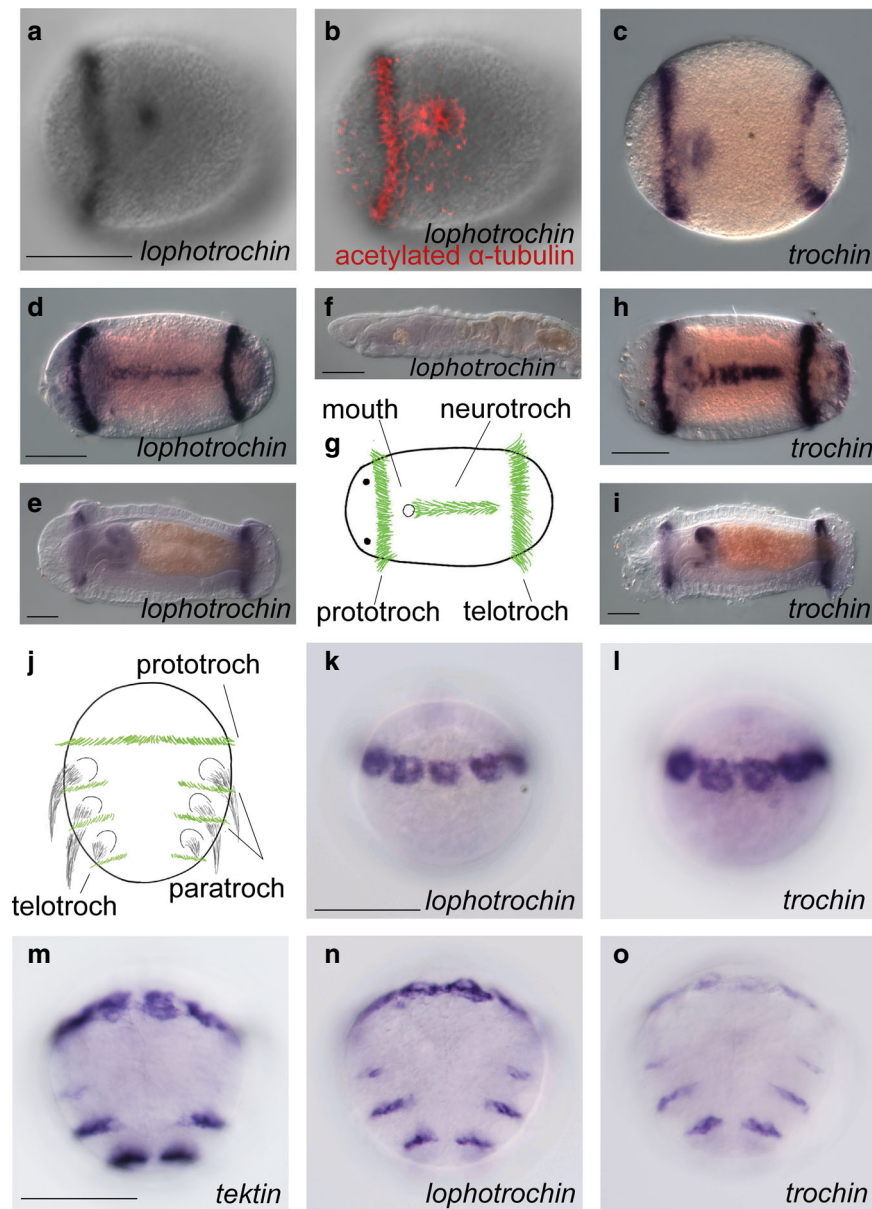 a
lophotrochin
b
lophotrochin
acetylated α-tubulin
c
trochin
d
lophotrochin
f
lophotrochin
h
trochin
e
lophotrochin
g
mouth
neurotroch
prototroch
telotroch
i
trochin
j
prototroch
telotroch
paratroch
k
lophotrochin
l
trochin
m
tektin
n
lophotrochin
o
trochin